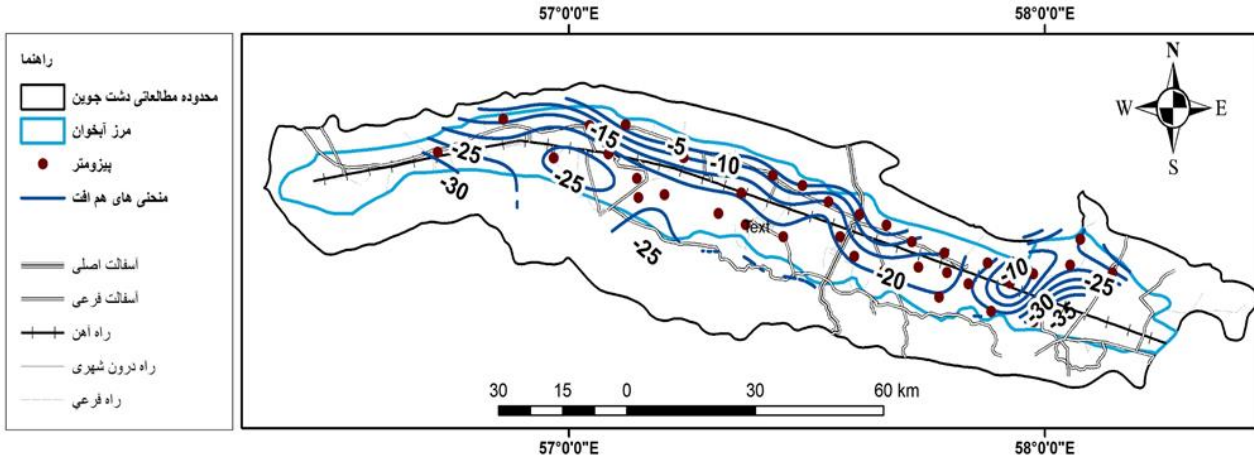 57°0'0"E
58°0'0"E
راهنما
محدوده مطالعاتی دشت جوین
مرز آبخوان
پیزومتر
منحنی های هم افت
آسفالت اصلی
آسفالت فرعی
راه آهن
راه درون شهری
راه فرعي
N
W
E
S
-5
-15
-10
-25
-30
-25
-25
Text
-20
-10
-25
-30
-35
30
15
0
30
60 km
57°0'0"E
58°0'0"E